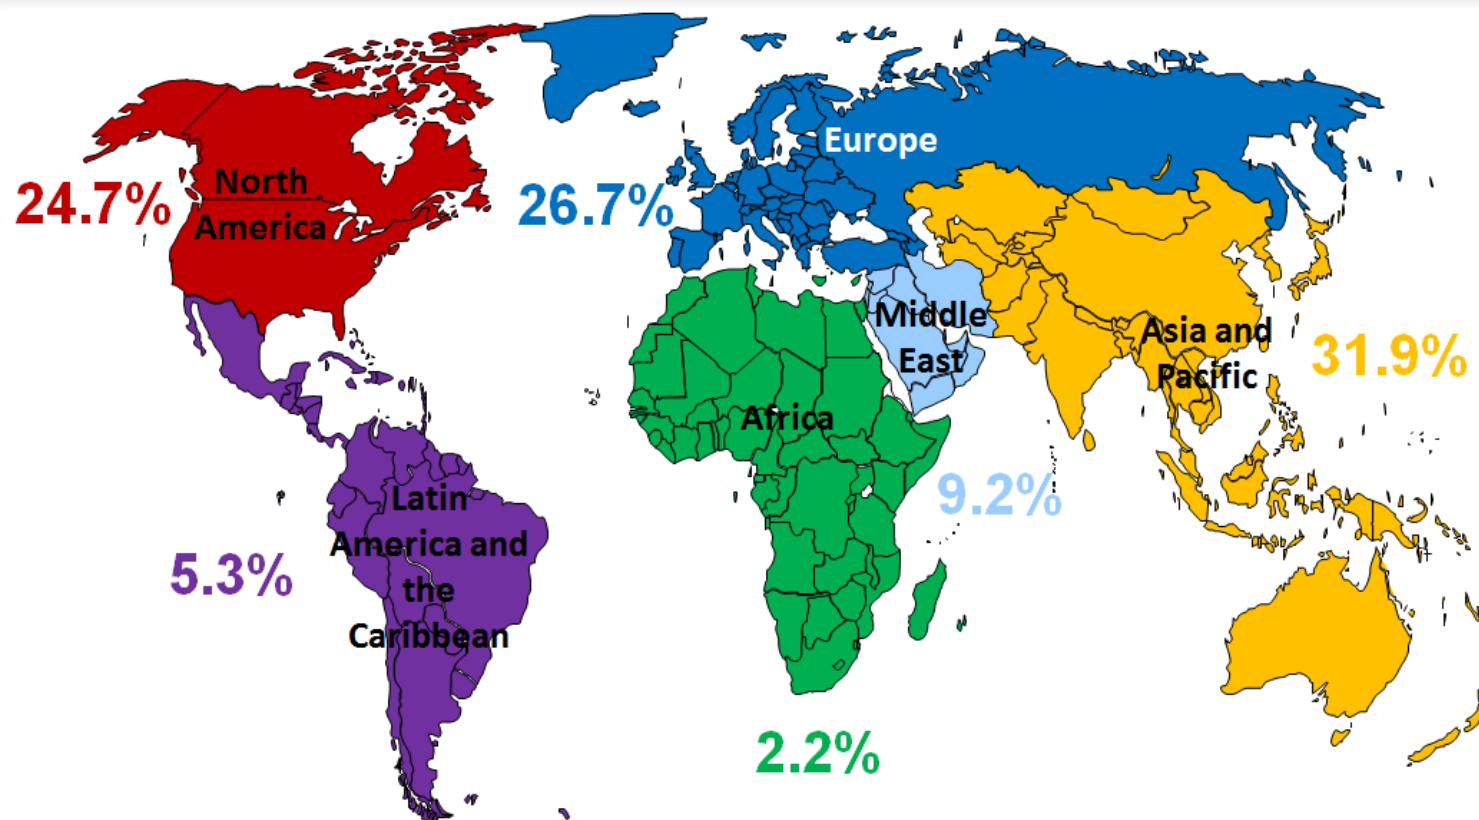 North
America
24.7%
Europe
26.7%
Middle
East
9.2%
Asia and
Pacific
31.9%
Africa
2.2%
Latin
America and
the
Caribbean
5.3%